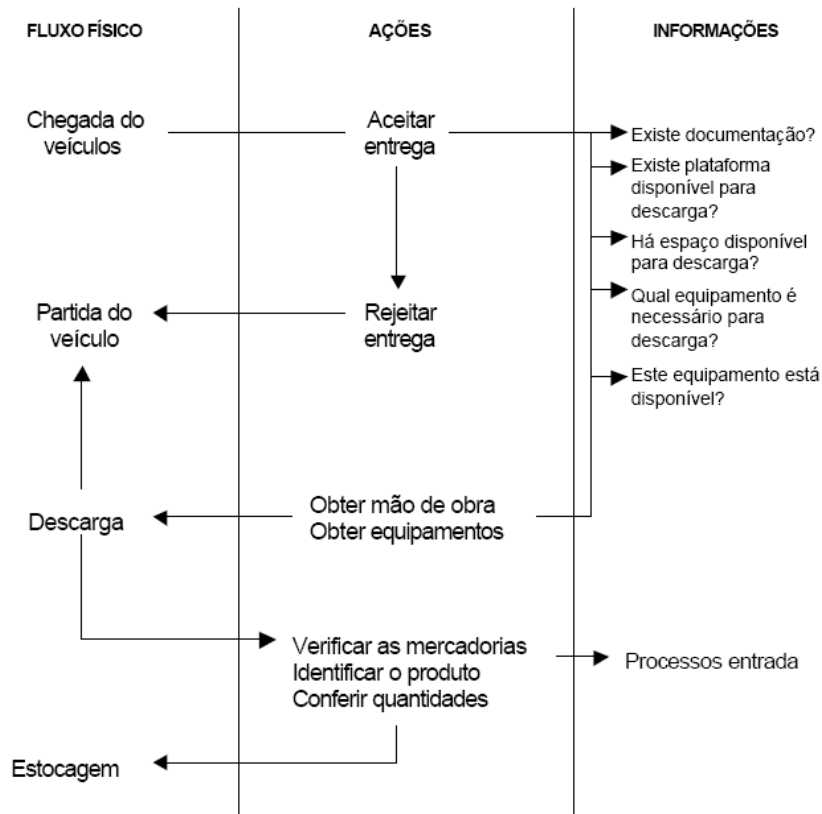 FLUXO FÍSICO
AÇÕES
INFORMAÇÕES
Chegada do
veículos
Aceitar
entrega
Existe documentação?
Existe plataforma
disponível para
descarga?
Há espaço disponível
para descarga?
Qual equipamento é
necessário para
descarga?
Este equipamento está
disponível?
Partida do
veículo
Rejeitar
entrega
Descarga
Obter mão de obra
Obter equipamentos
Verificar as mercadorias
Identificar o produto
Conferir quantidades
Processos entrada
Estocagem